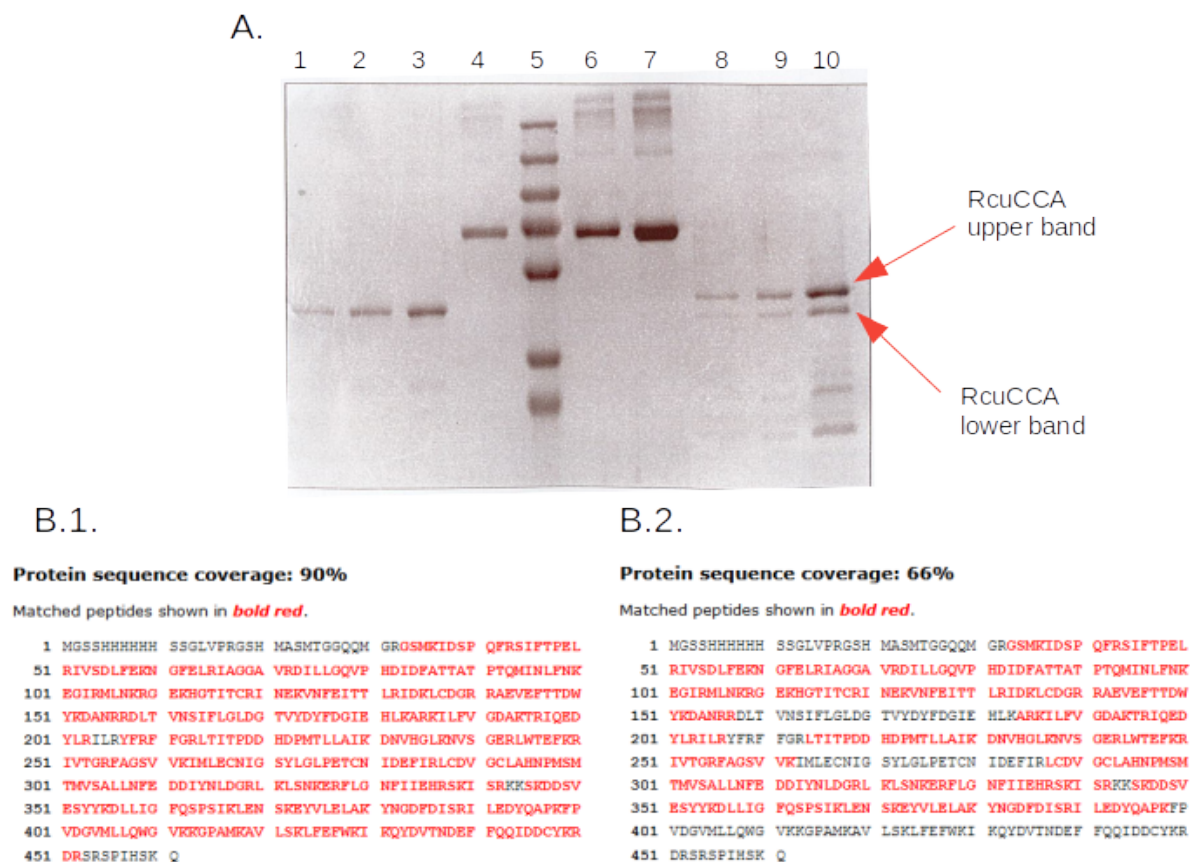 A.
1 2 3 4 5 6 7 8 9 10
RcuCCA
upper band
RcuCCA
lower band
B.1.
Protein sequence coverage: 90%
Matched peptides shown in bold red.
1 MGSSHHHHHH SSGLVPRGSH MASMTGGQQM GRGSMKIDSP QFRSIFTPEL
51 RIVSDLFEKN GFELRIAGGA VRDILLGQVP HDIDFATTAT PTQMINLFNK
101 EGIRMLNKRG EKHGTITCRI NEKVNFEITT LRIDKLCDGR RAEVEFTTDW
151 YKDANRRDLT VNSIFLGLDG TVYDYFDGIE HLKARKILFV GDAKTRIQED
201 YLRILRYFRF FGRLTITPDD HDPMTLLAIK DNVHGLKNVS GERLWTEFKR
251 IVTGRFAGSV VKIMLECNIG SYLGLPETCN IDEFIRLCDV GCLAHNPMSM
301 TMVSALLNFE DDIYNLDGRL KLSNKERFLG NFIIEHRSKI SRKKSKDDSV
351 ESYYKDLLIG FQSPSIKLEN SKEYVLELAK YNGDFDISRI LEDYQAPKFP
401 VDGVMLLQWG VKKGPAMKAV LSKLFEFWKI KQYDVTNDEF FQQIDDCYKR
451 DRSRSPIHSK Q
B.2.
Protein sequence coverage: 66%
Matched peptides shown in bold red.
1 MGSSHHHHHH SSGLVPRGSH MASMTGGQQM GRGSMKIDSP QFRSIFTPEL
51 RIVSDLFEKN GFELRIAGGA VRDILLGQVP HDIDFATTAT PTQMINLFNK
101 EGIRMLNKRG EKHGTITCRI NEKVNFEITT LRIDKLCDGR RAEVEFTTDW
151 YKDANRRDLT VNSIFLGLDG TVYDYFDGIE HLKARKILFV GDAKTRIQED
201 YLRILRYFRF FGRLTITPDD HDPMTLLAIK DNVHGLKNVS GERLWTEFKR
251 IVTGRFAGSV VKIMLECNIG SYLGLPETCN IDEFIRLCDV GCLAHNPMSM
301 TMVSALLNFE DDIYNLDGRL KLSNKERFLG NFIIEHRSKI SRKKSKDDSV
351 ESYYKDLLIG FQSPSIKLEN SKEYVLELAK YNGDFDISRI LEDYQAPKFP
401 VDGVMLLQWG VKKGPAMKAV LSKLFEFWKI KQYDVTNDEF FQQIDDCYKR
451 DRSRSPIHSK Q